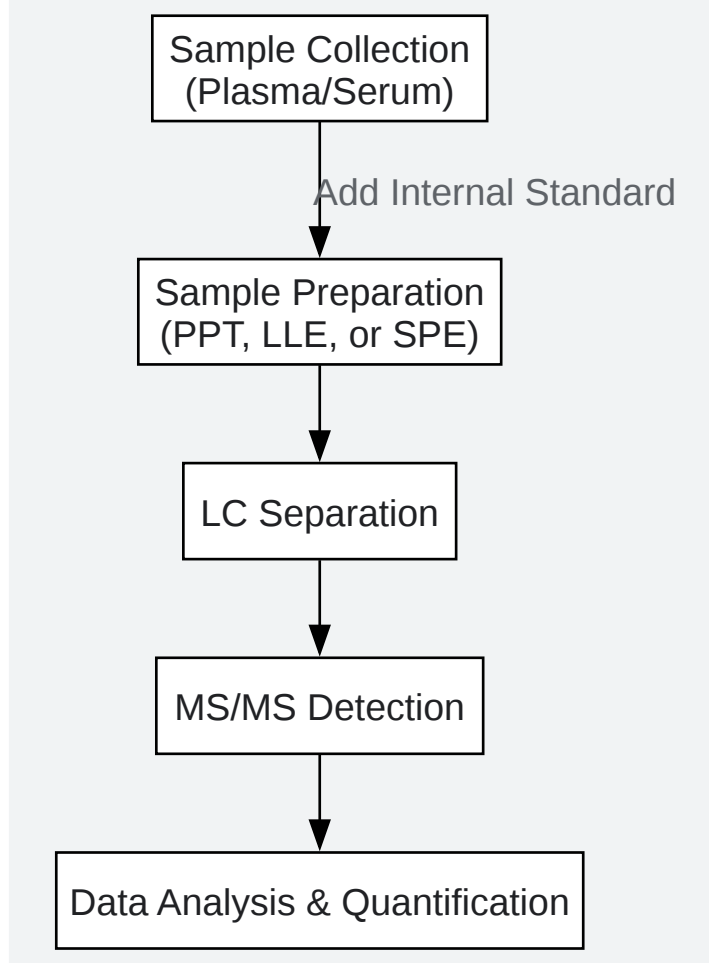 Sample Collection
(Plasma/Serum)
Add Internal Standard
Sample Preparation
(PPT, LLE, or SPE)
LC Separation
MS/MS Detection
Data Analysis & Quantification